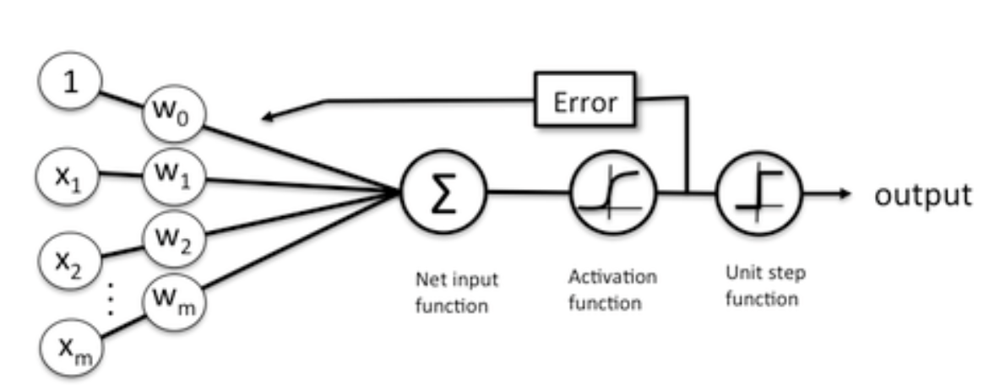 1
w0
Error
x1
w1
Σ
output
x2
w2
wm
xm
Net input
function
Activation
function
Unit step
function